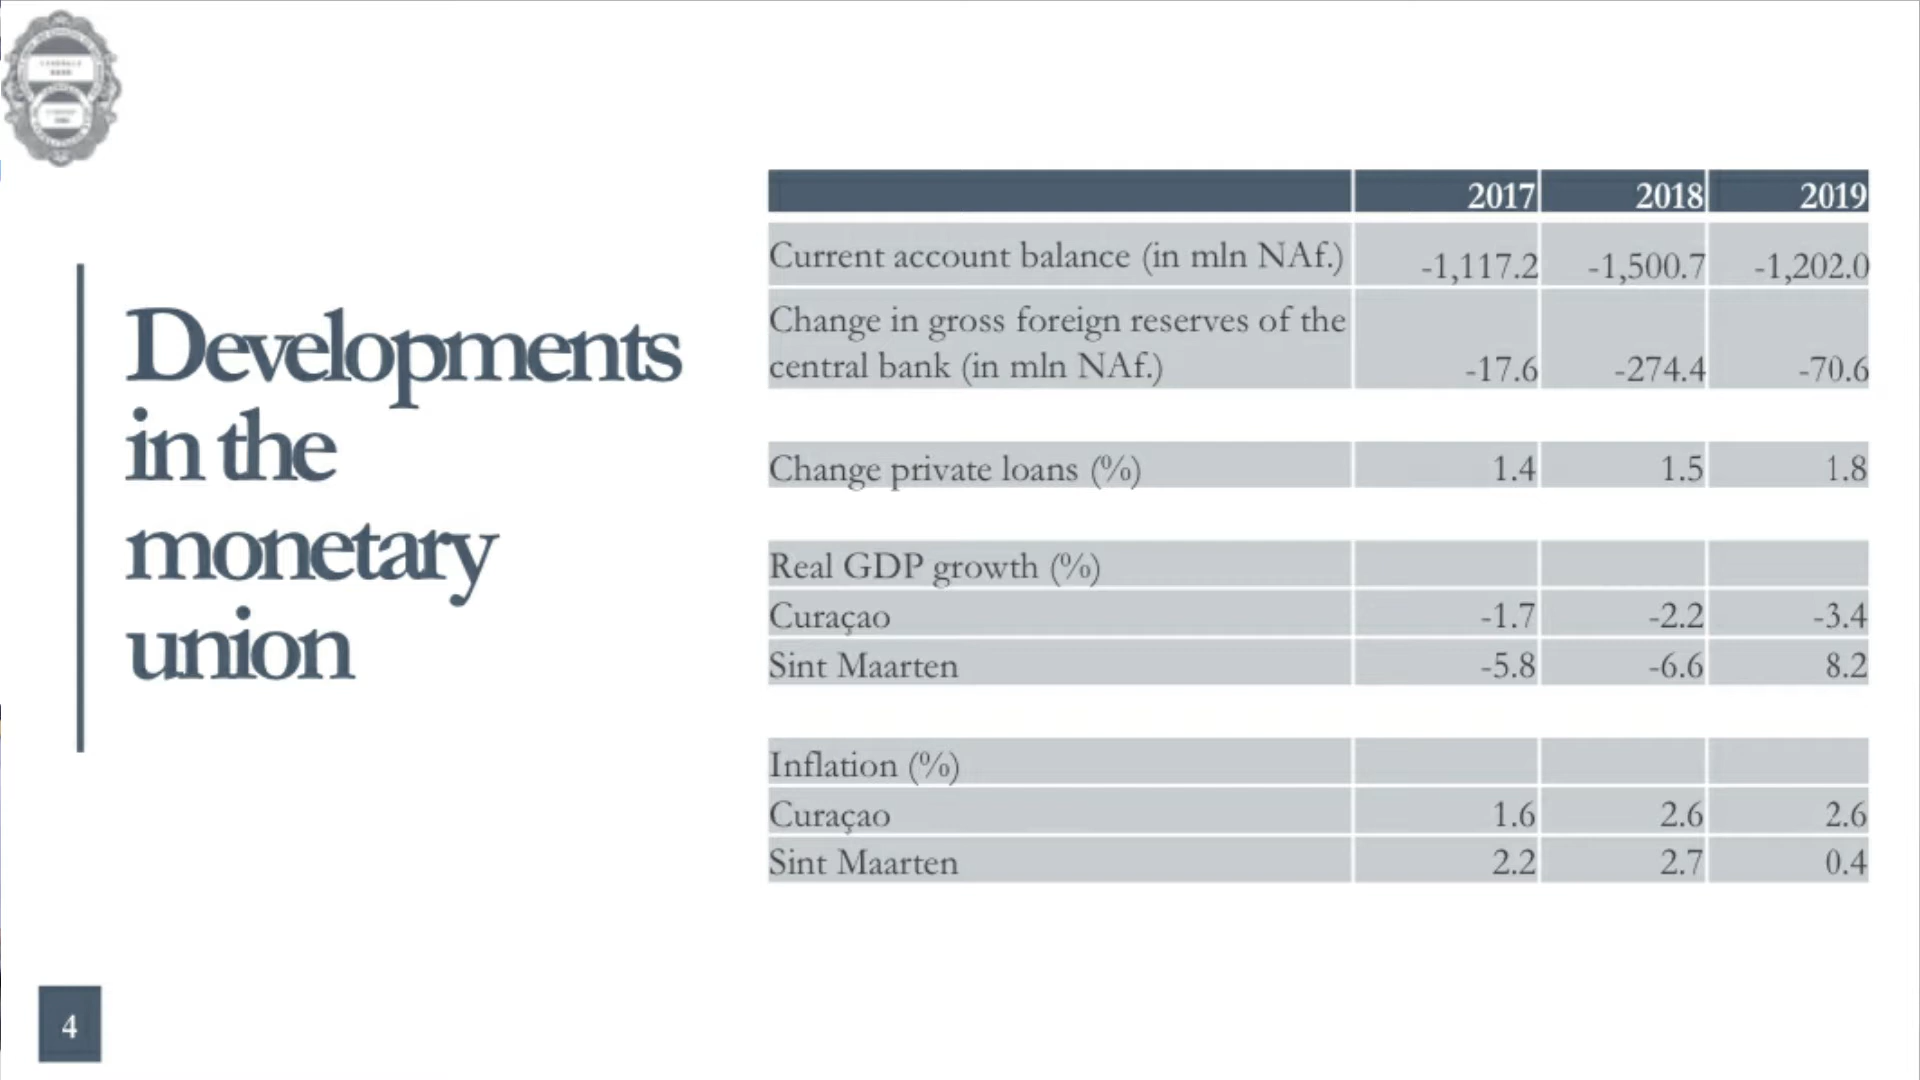 Developments
in the
monetary
union
2017 2018 2019
Current account balance (in mln NAf.) -1,117.2 -1,500.7 -1,202.0
Change in gross foreign reserves of the
central bank (in mln NAf.) -17.6 -274.4 -70.6
Change private loans (%) 1.4 1.5 1.8
Real GDP growth (%)
Curaçao -1.7 -2.2 -3.4
Sint Maarten -5.8 -6.6 8.2
Inflation (%)
Curaçao 1.6 2.6 2.6
Sint Maarten 2.2 2.7 0.4
4